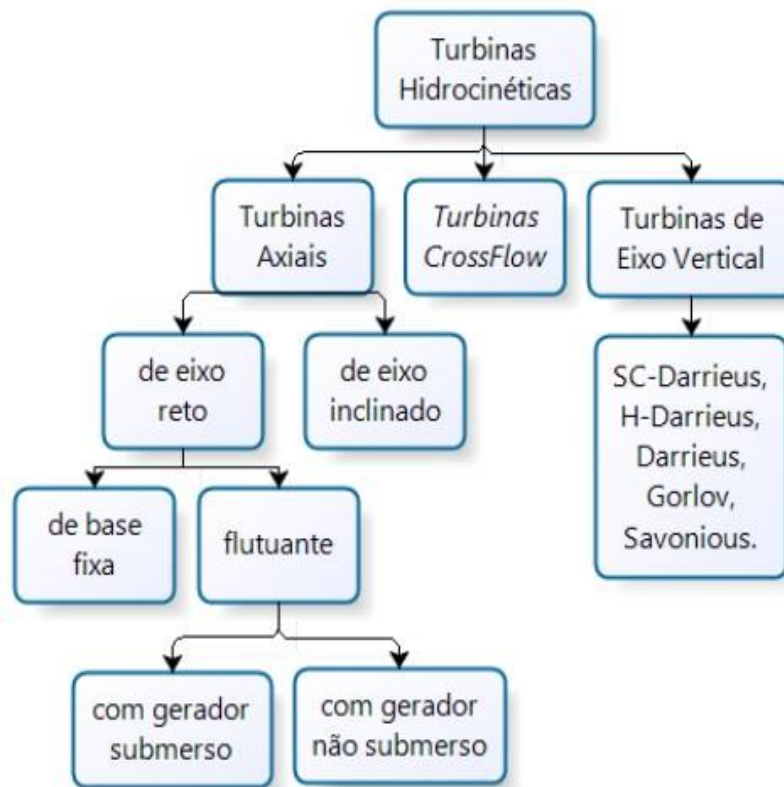 Turbinas
Hidrocinéticas
Turbinas
Axiais
Turbinas
CrossFlow
Turbinas de
Eixo Vertical
de eixo
reto
de eixo
inclinado
SC-Darrieus,
H-Darrieus,
Darrieus,
Gorlov,
Savonious.
de base
fixa
flutuante
com gerador
submerso
com gerador
não submerso